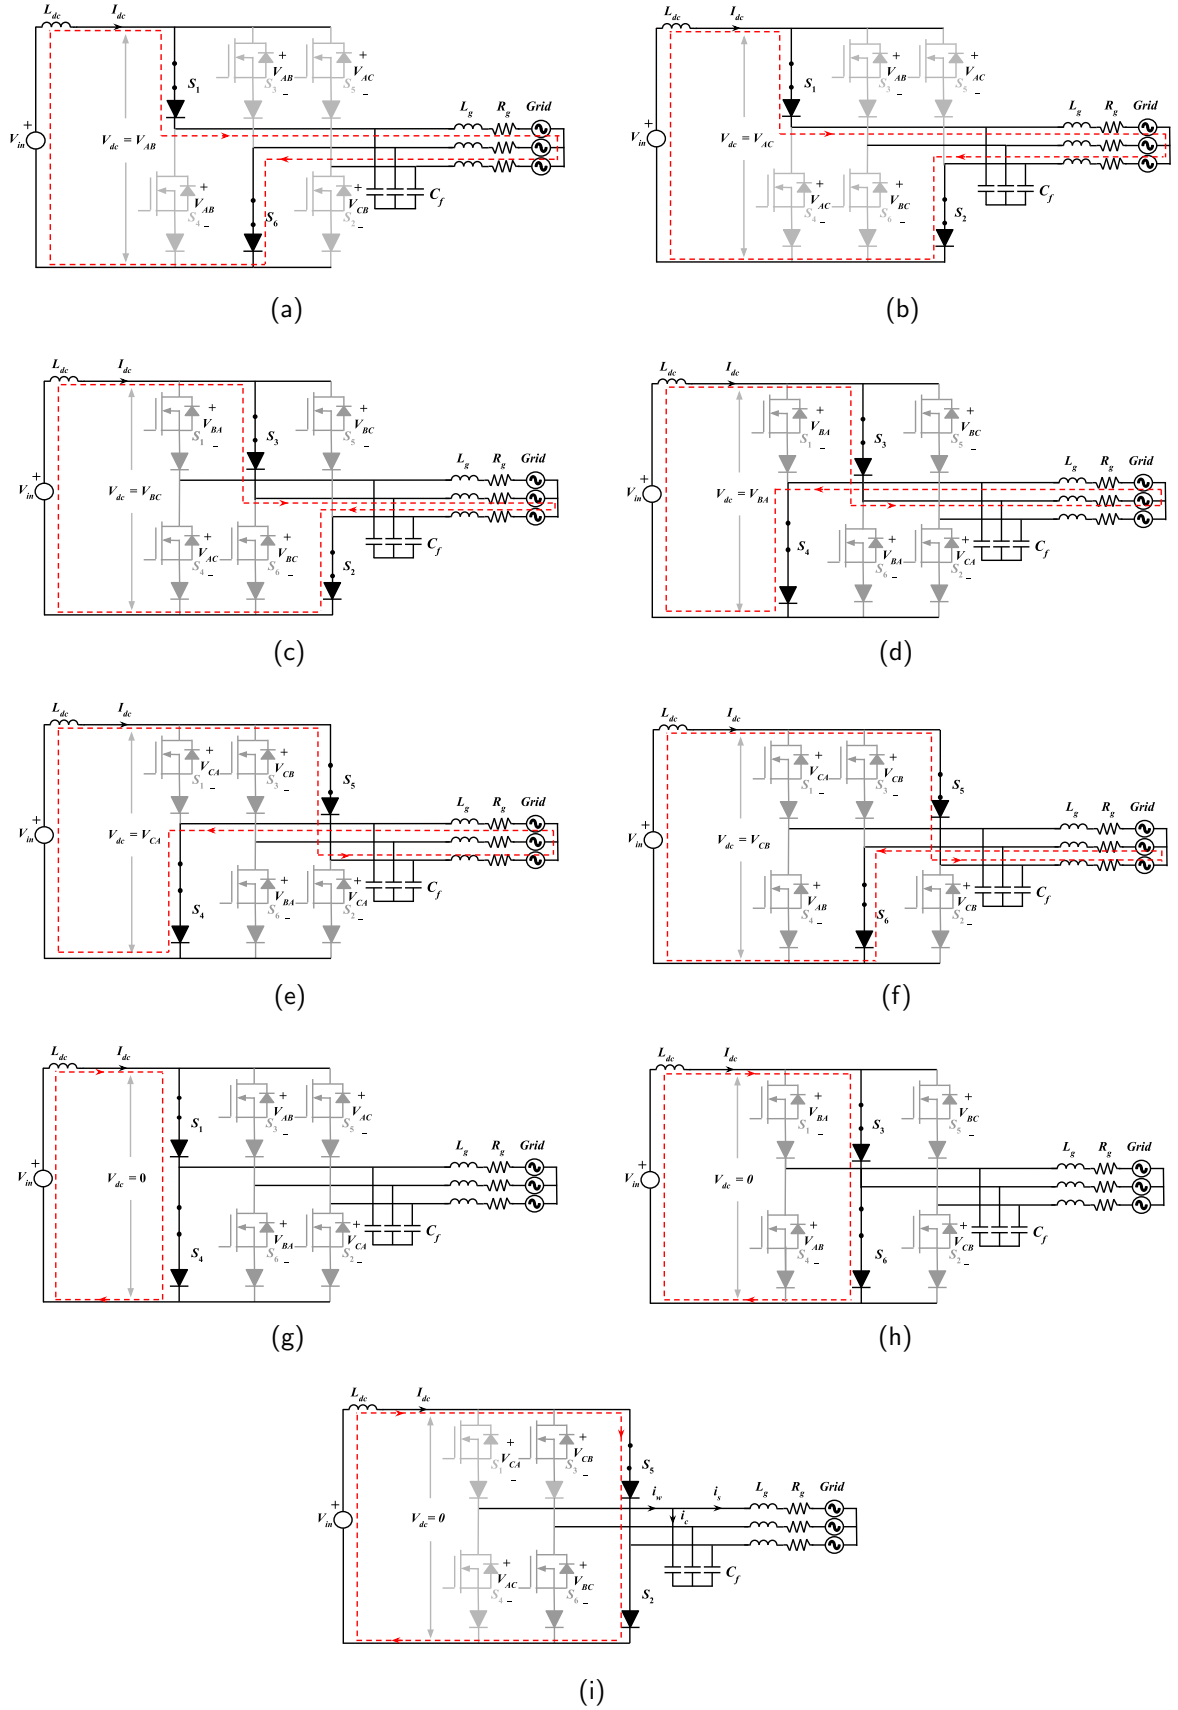 L_dc I_dc
+ +
V_AB V_AC
S_1 S_3 S_5
L_g R_g Grid
V_in + V_dc = V_AB
+ +
V_AB V_CB C_f
S_4 S_6 S_2
(a)
L_dc I_dc
+ +
V_AB V_AC
S_1 S_3 S_5
L_g R_g Grid
V_in + V_dc = V_AC
+ +
V_AC V_BC C_f
S_4 S_6 S_2
(b)
L_dc I_dc
+ +
V_BA V_BC
S_1 S_3 S_5
L_g R_g Grid
V_in + V_dc = V_BC
+ +
V_AC V_BC C_f
S_4 S_6 S_2
(c)
L_dc I_dc
+ +
V_BA V_BC
S_1 S_3 S_5
L_g R_g Grid
V_in + V_dc = V_BA
+ +
S_4 V_BA V_CA C_f
S_6 S_2
(d)
L_dc I_dc
+ +
V_CA V_CB
S_1 S_3 S_5
L_g R_g Grid
V_in + V_dc = V_CA
+ +
V_BA V_CA C_f
S_4 S_6 S_2
(e)
L_dc I_dc
+ +
V_CA V_CB
S_1 S_3 S_5
L_g R_g Grid
V_in + V_dc = V_CB
+ +
V_AB V_CB C_f
S_4 S_6 S_2
(f)
L_dc I_dc
+ +
V_AB V_AC
S_1 S_3 S_5
L_g R_g Grid
V_in + V_dc = 0
+ +
V_BA V_CA C_f
S_4 S_6 S_2
(g)
L_dc I_dc
+ +
V_BA V_BC
S_1 S_3 S_5
L_g R_g Grid
V_in + V_dc = 0
+ +
V_AB V_CB C_f
S_4 S_6 S_2
(h)
L_dc I_dc
+ +
V_CA V_CB
S_1 S_3 S_5
i_w i_s L_g R_g Grid
V_in + V_dc = 0 i_c
+ +
V_AC V_BC C_f
S_4 S_6 S_2
(i)